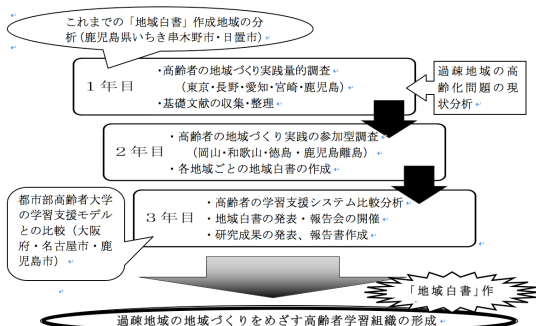 これまでの「地域白書」作成地域の分
析(鹿児島県いちき串木野市・日置市)
1年目
・高齢者の地域づくり実践量的調査
(東京・長野・愛知・宮崎・鹿児島)
・基礎文献の収集・整理
過疎地域の高
齢化問題の現
状分析
2年目
・高齢者の地域づくり実践の参加型調査
(岡山・和歌山・徳島・鹿児島離島)
・各地域ごとの地域白書の作成
都市部高齢者大学
の学習支援モデル
との比較(大阪
府・名古屋市・鹿
児島市)
3年目
・高齢者の学習支援システム比較分析
・地域白書の発表・報告会の開催
・研究成果の発表、報告書作成
「地域白書」作
過疎地域の地域づくりをめざす高齢者学習組織の形成